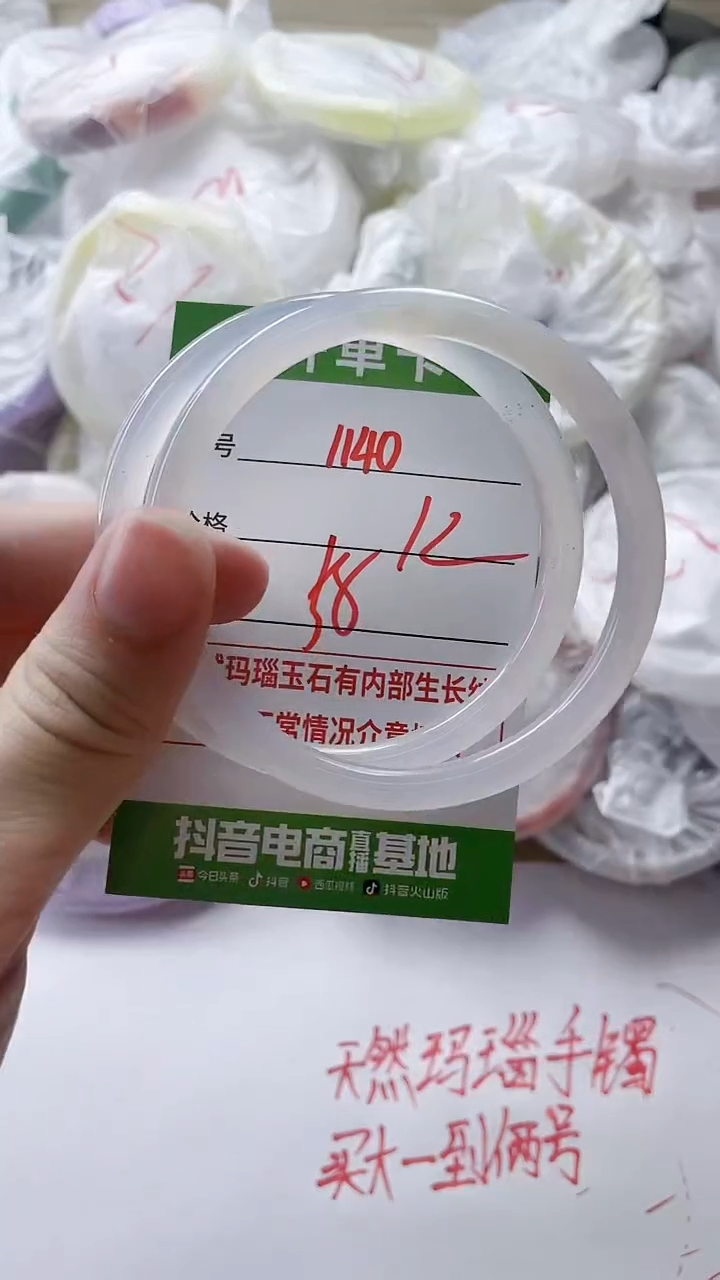 单卡
号 1140
格 12
58
“玛瑙玉石有内部生长
常情况介意
抖音电商直播基地
今日头条 抖音 西瓜视频 抖音火山版
天然玛瑙手镯
买大一到俩号